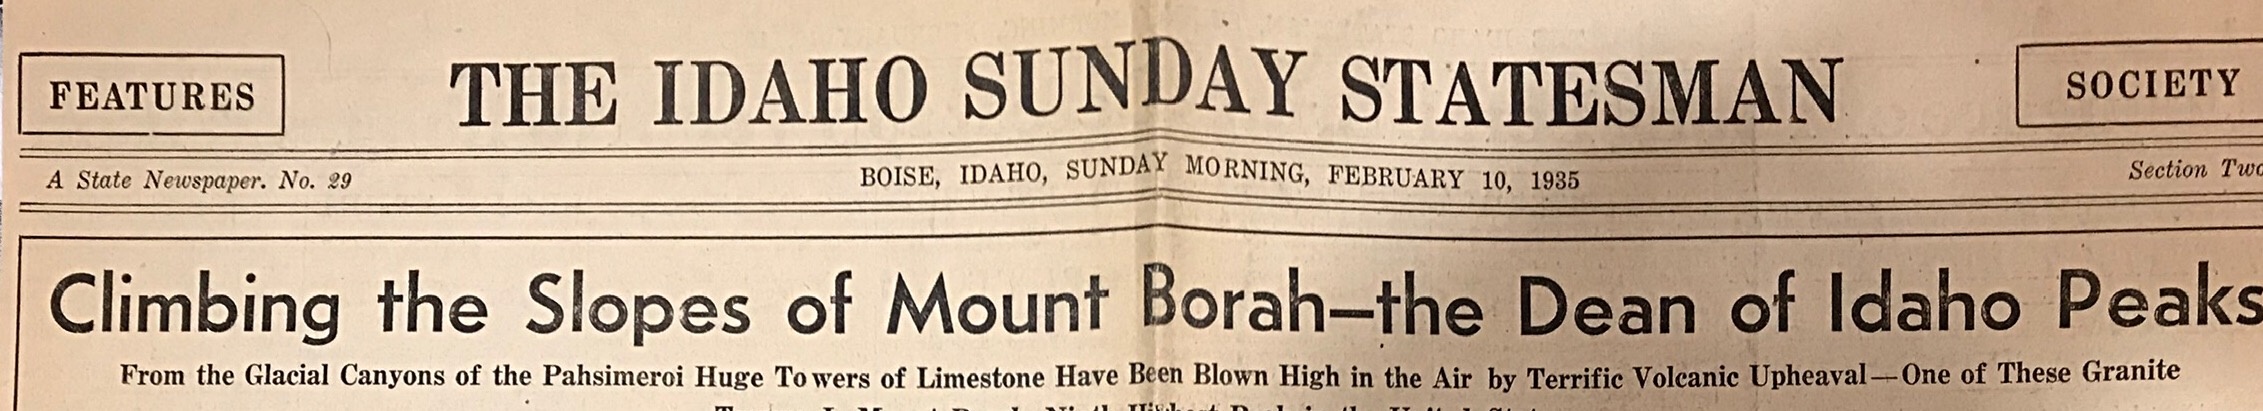 FEATURES
THE IDAHO SUNDAY STATESMAN
SOCIETY
A State Newspaper. No. 29
BOISE, IDAHO, SUNDAY MORNING, FEBRUARY 10, 1935
Section Two
Climbing the Slopes of Mount Borah—the Dean of Idaho Peaks
From the Glacial Canyons of the Pahsimeroi Huge Towers of Limestone Have Been Blown High in the Air by Terrific Volcanic Upheaval—One of These Granite